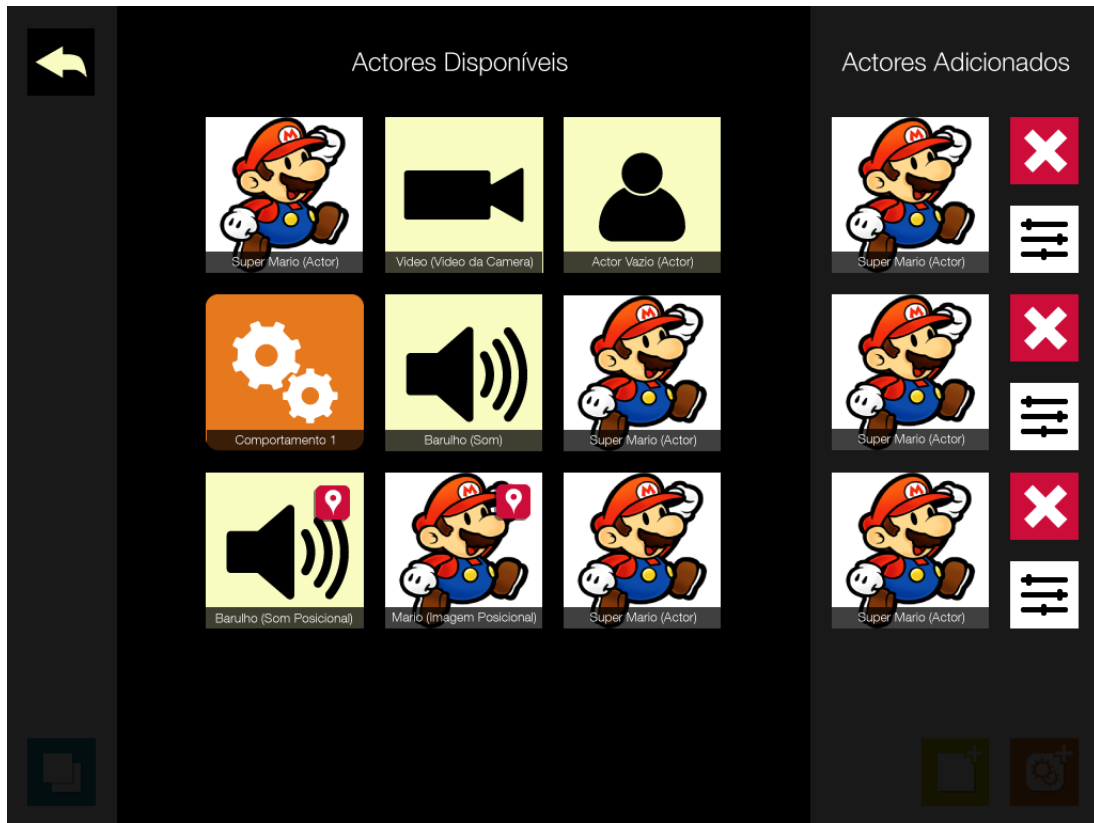 Actores Disponíveis
Actores Adicionados
Super Mario (Actor)
Video (Video da Camera)
Actor Vazio (Actor)
Super Mario (Actor)
Comportamento 1
Barulho (Som)
Super Mario (Actor)
Super Mario (Actor)
Barulho (Som Posicional)
Mario (Imagem Posicional)
Super Mario (Actor)
Super Mario (Actor)